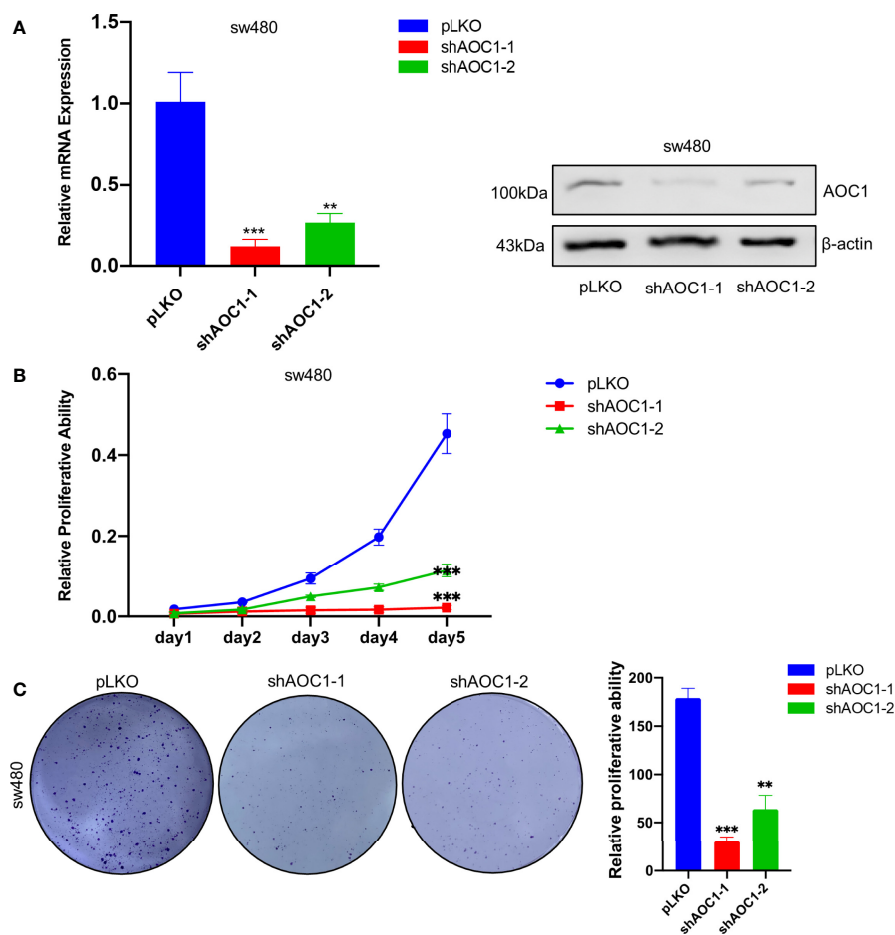 A
sw480
pLKO
shAOC1-1
shAOC1-2
Relative mRNA Expression
1.5
1.0
0.5
0.0
***
**
pLKO
shAOC1-1
shAOC1-2
sw480
100kDa
AOC1
43kDa
β-actin
pLKO shAOC1-1 shAOC1-2
B
sw480
pLKO
shAOC1-1
shAOC1-2
Relative Proliferative Ability
0.6
0.4
0.2
0.0
***
***
day1 day2 day3 day4 day5
C
pLKO shAOC1-1 shAOC1-2
sw480
Relative proliferative ability
200
150
100
50
0
***
**
pLKO
shAOC1-1
shAOC1-2
pLKO
shAOC1-1
shAOC1-2